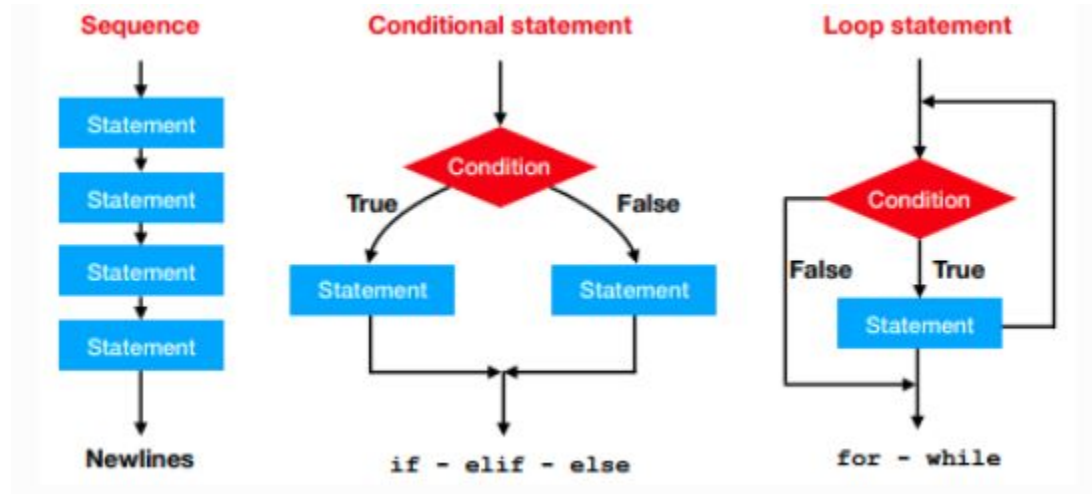 Sequence
Statement
Statement
Statement
Statement
Newlines
Conditional statement
Condition
True
False
Statement
Statement
if - elif - else
Loop statement
Condition
False
True
Statement
for - while